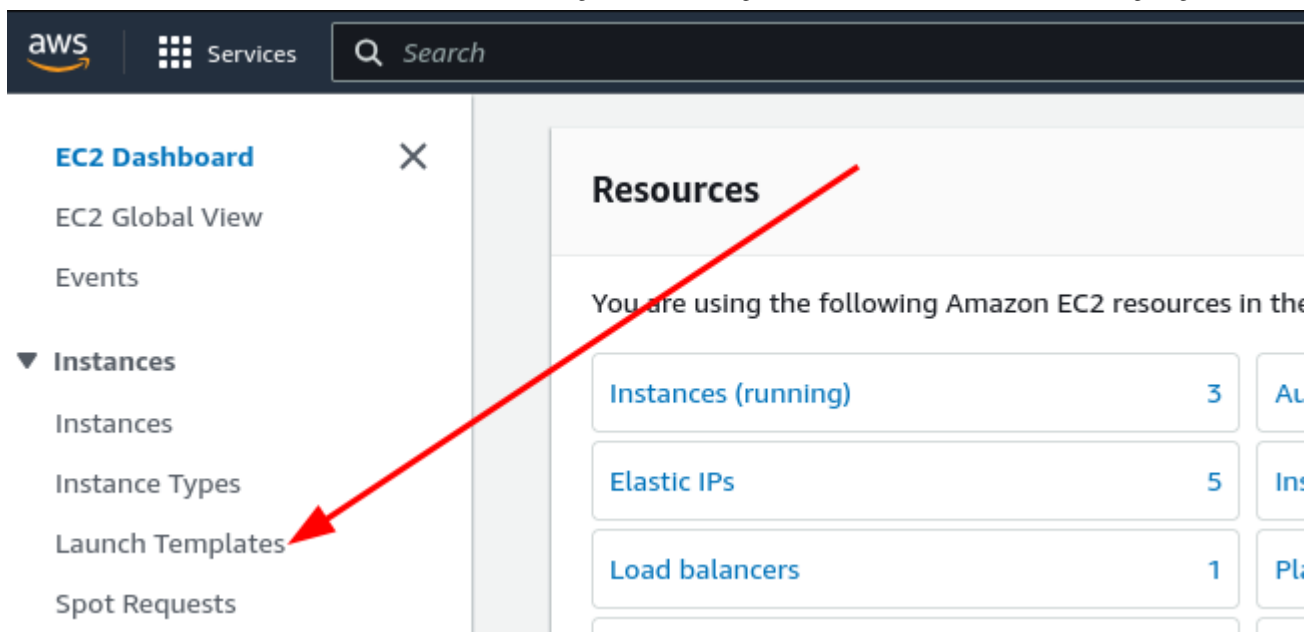 aws
Services
Search
EC2 Dashboard
EC2 Global View
Events
Instances
Instances
Instance Types
Launch Templates
Spot Requests
Resources
You are using the following Amazon EC2 resources in the
Instances (running) 3
Elastic IPs 5
Load balancers 1